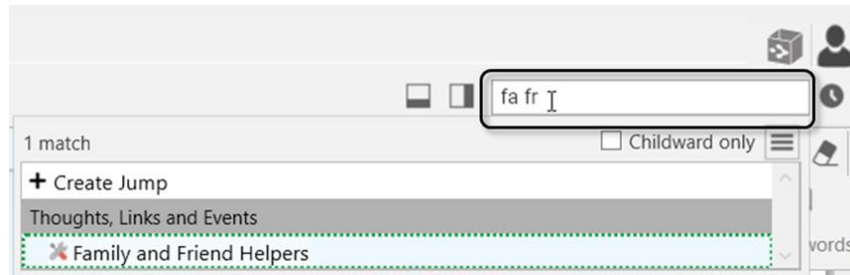 fa fr
1 match
Childward only
+ Create Jump
Thoughts, Links and Events
Family and Friend Helpers
words